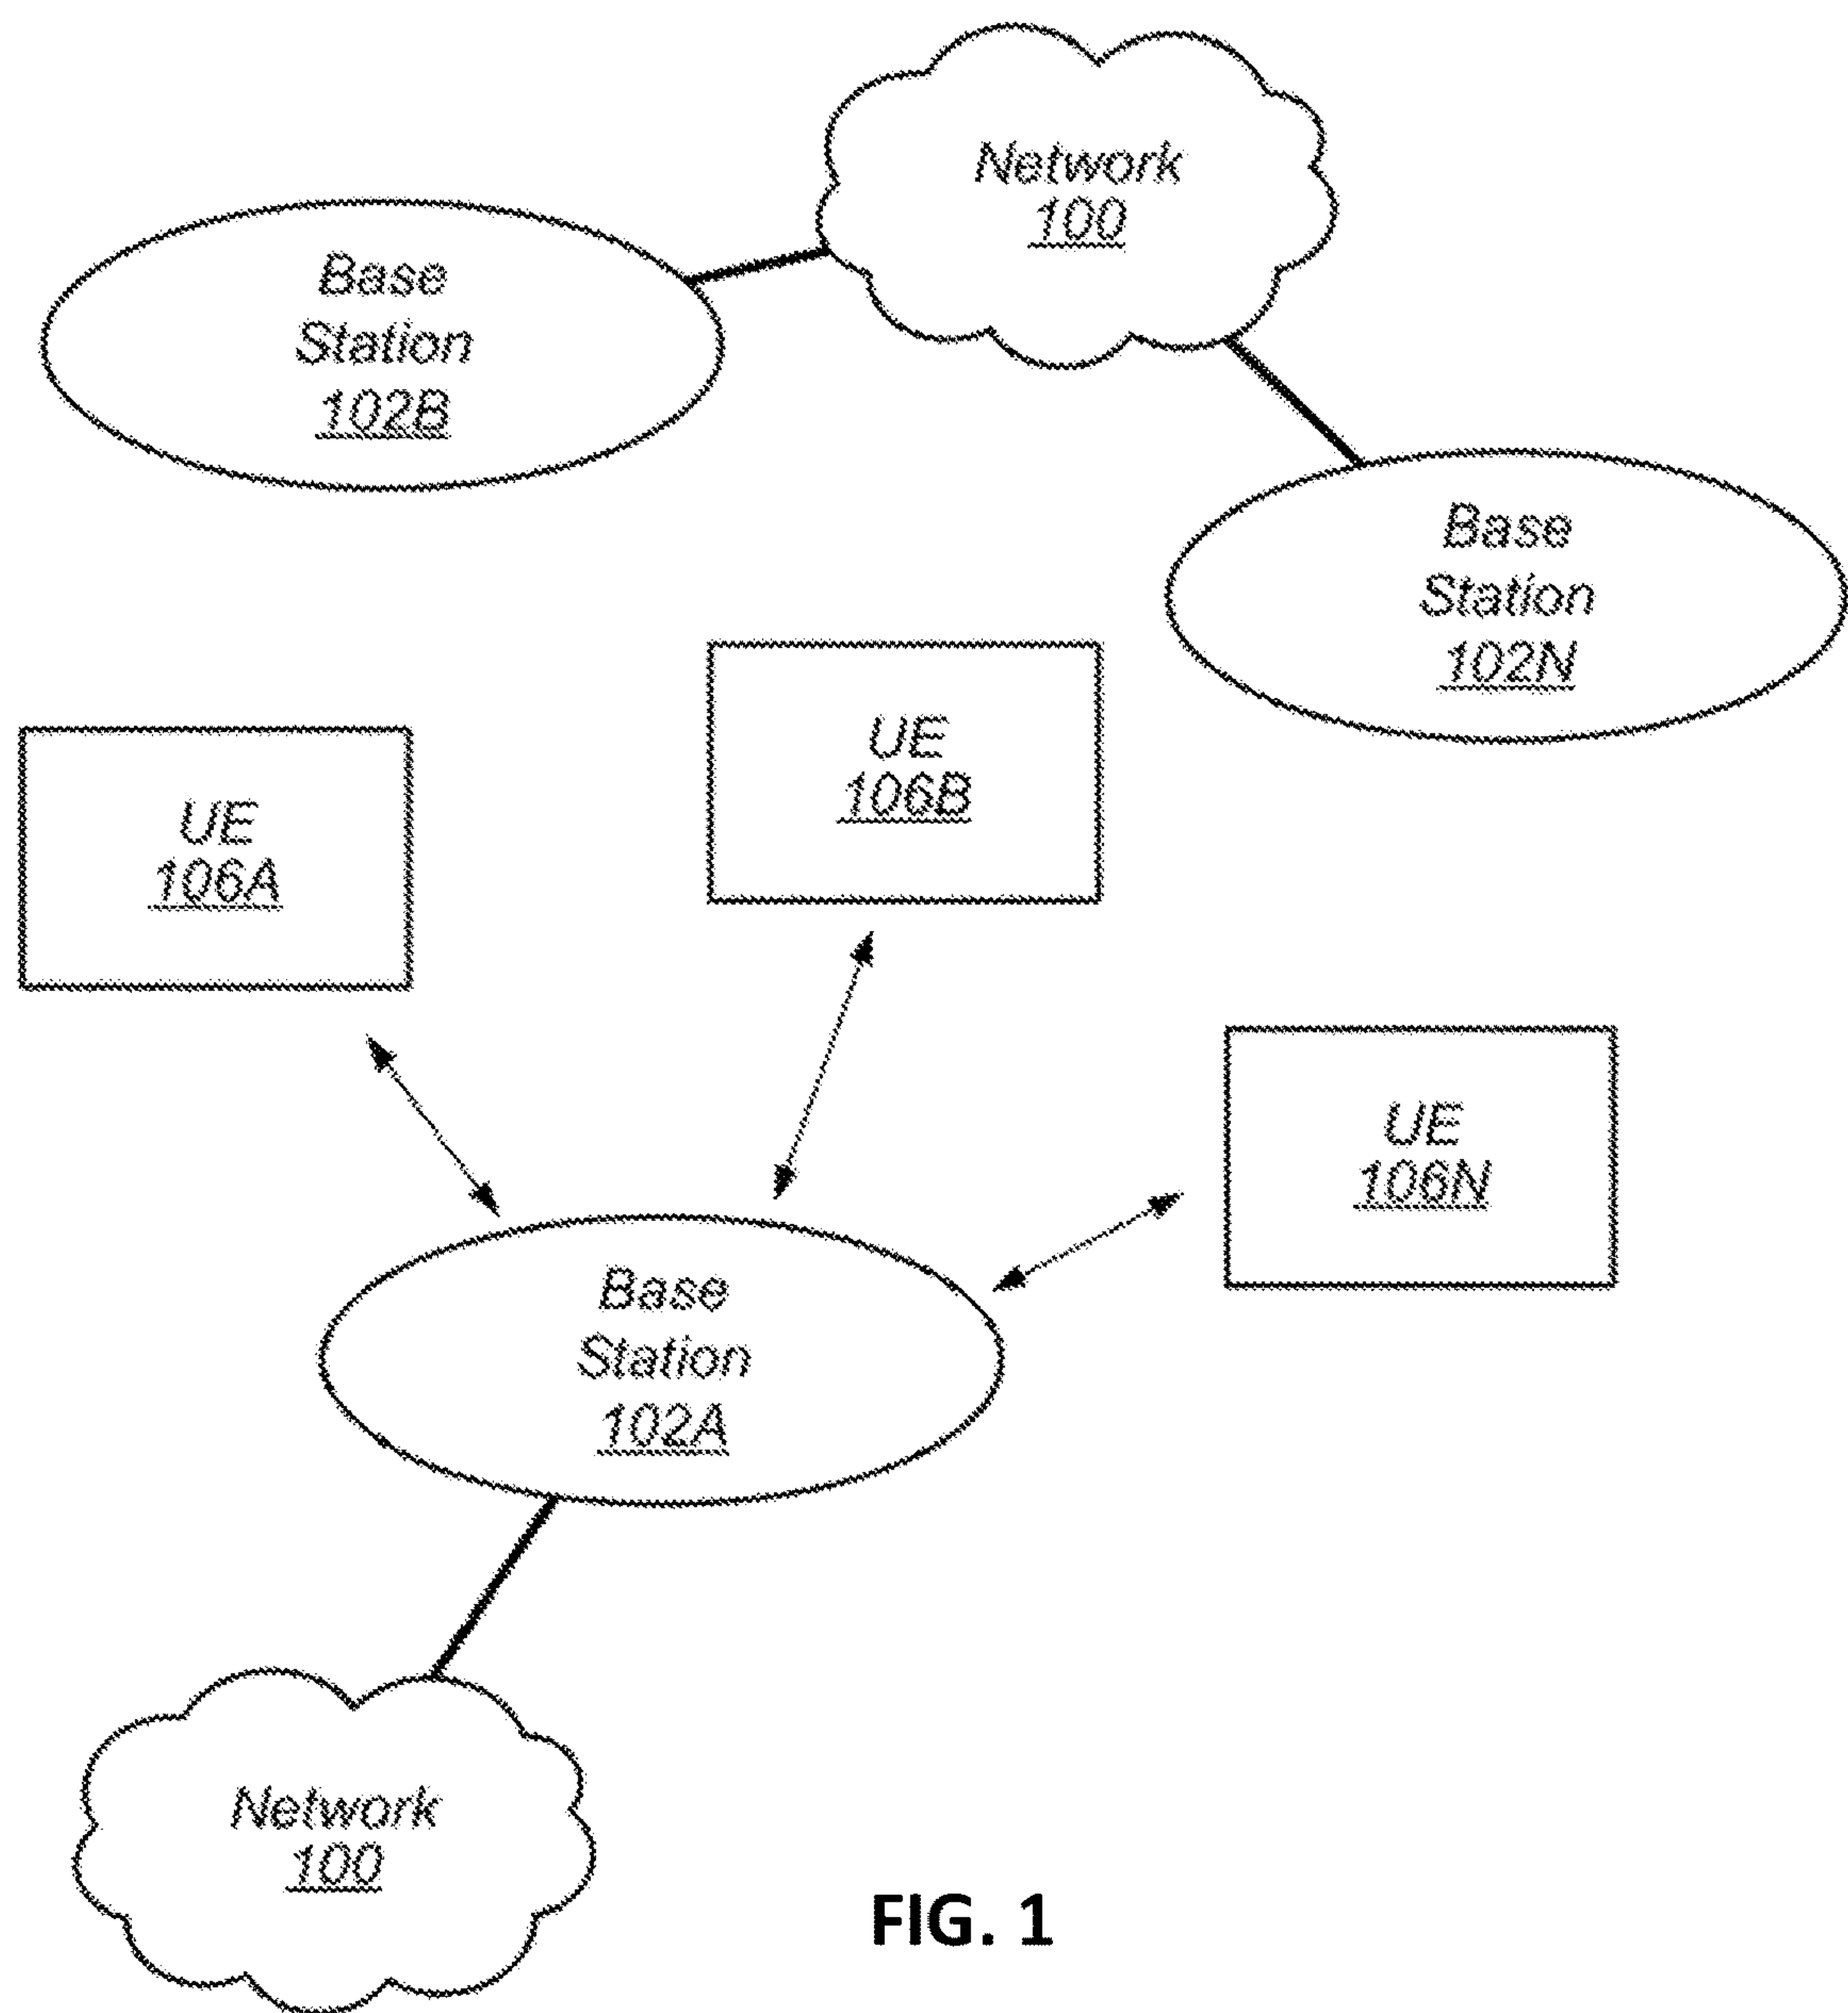 Network
100
Base
Station
102B
Base
Station
102N
UE
106B
UE
106A
UE
106N
Base
Station
102A
Network
100
FIG. 1